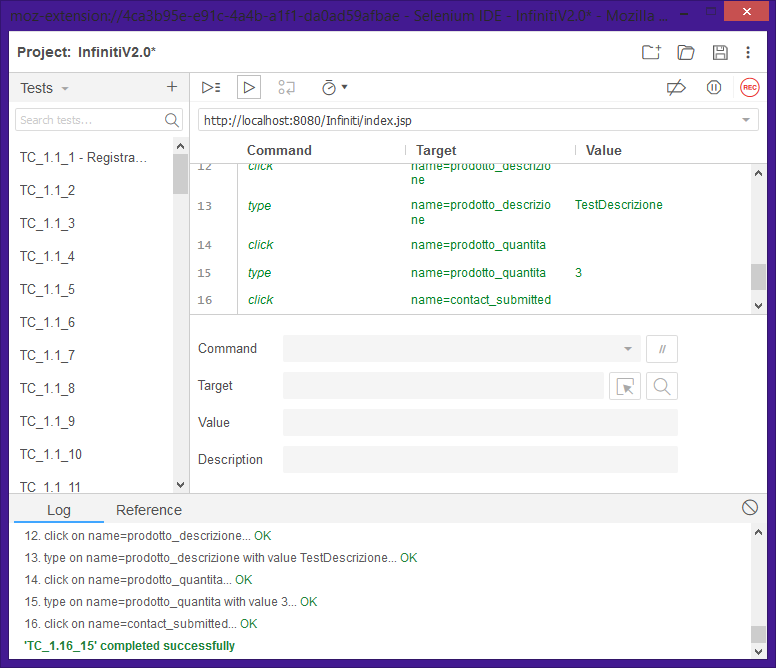 moz-extension://4ca3b95e-e91c-4a4b-a1f1-da0ad59afbae - Selenium IDE - InfinitiV2.0* - Mozilla ...
Project: InfinitiV2.0*
Tests
REC
Search tests...
http://localhost:8080/Infiniti/index.jsp
Command Target Value
TC_1.1_1 - Registra...
TC_1.1_2
TC_1.1_3
TC_1.1_4
TC_1.1_5
TC_1.1_6
TC_1.1_7
TC_1.1_8
TC_1.1_9
TC_1.1_10
TC_1.1_11
12 click name=prodotto_descrizio
ne
13 type name=prodotto_descrizio TestDescrizione
ne
14 click name=prodotto_quantita
15 type name=prodotto_quantita 3
16 click name=contact_submitted
Command //
Target
Value
Description
Log Reference
12. click on name=prodotto_descrizione... OK
13. type on name=prodotto_descrizione with value TestDescrizione... OK
14. click on name=prodotto_quantita... OK
15. type on name=prodotto_quantita with value 3... OK
16. click on name=contact_submitted... OK
'TC_1.16_15' completed successfully